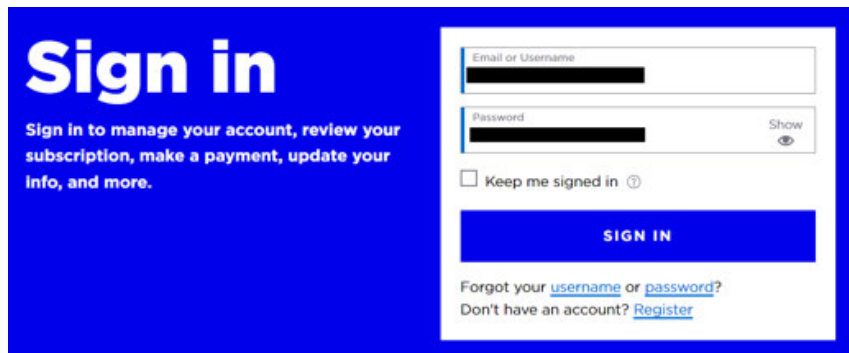 Sign in
Sign in to manage your account, review your
subscription, make a payment, update your
info, and more.
Email or Username
Password
Show
Keep me signed in ?
SIGN IN
Forgot your username or password?
Don't have an account? Register